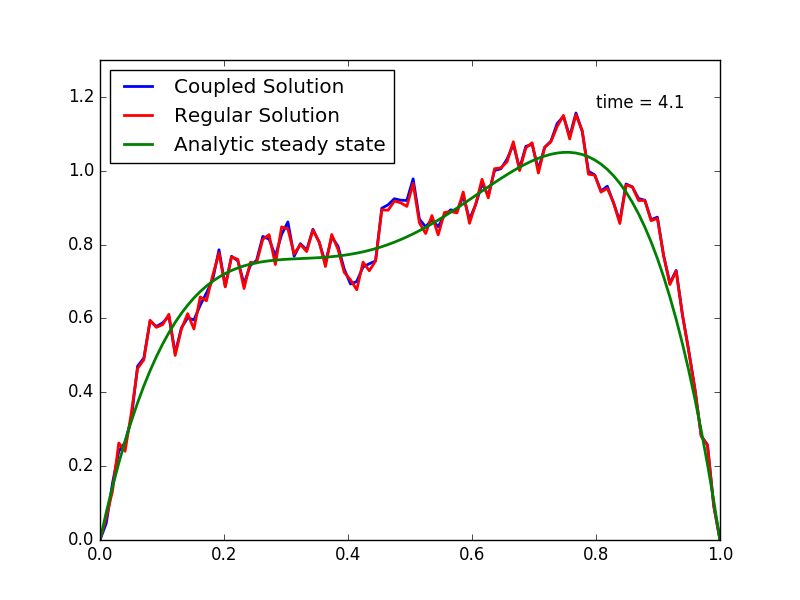 Coupled Solution
Regular Solution
Analytic steady state
time = 4.1
1.2
1.0
0.8
0.6
0.4
0.2
0.0
0.0 0.2 0.4 0.6 0.8 1.0